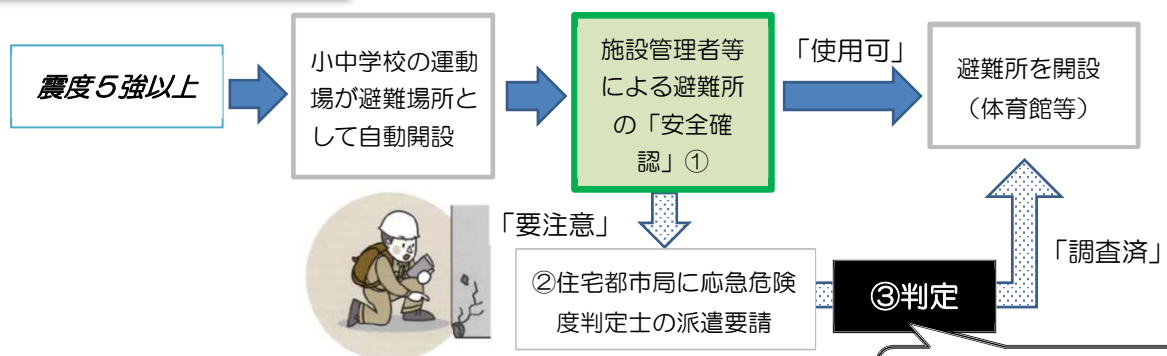 震度５強以上
小中学校の運動
場が避難場所と
して自動開設
施設管理者等
による避難所
の「安全確
認」①
「使用可」
避難所を開設
（体育館等）
「要注意」
②住宅都市局に応急危険
度判定士の派遣要請
③判定
「調査済」